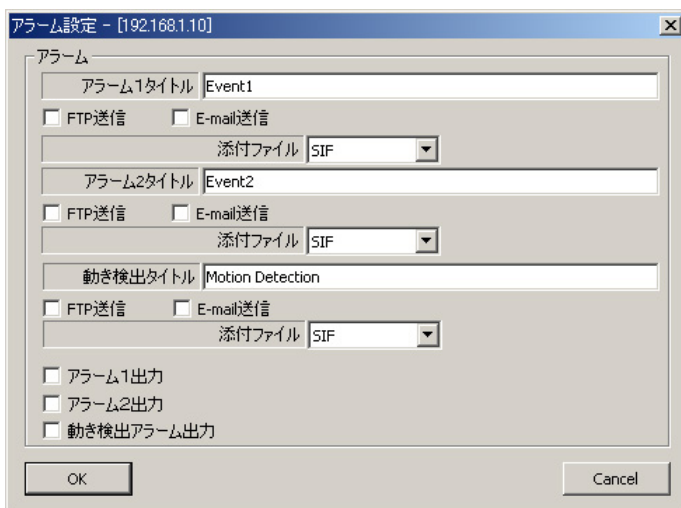 アラーム設定 - [192.168.1.10]
アラーム
アラーム1タイトル Event1
FTP送信 E-mail送信
添付ファイル SIF
アラーム2タイトル Event2
FTP送信 E-mail送信
添付ファイル SIF
動き検出タイトル Motion Detection
FTP送信 E-mail送信
添付ファイル SIF
アラーム1出力
アラーム2出力
動き検出アラーム出力
OK Cancel